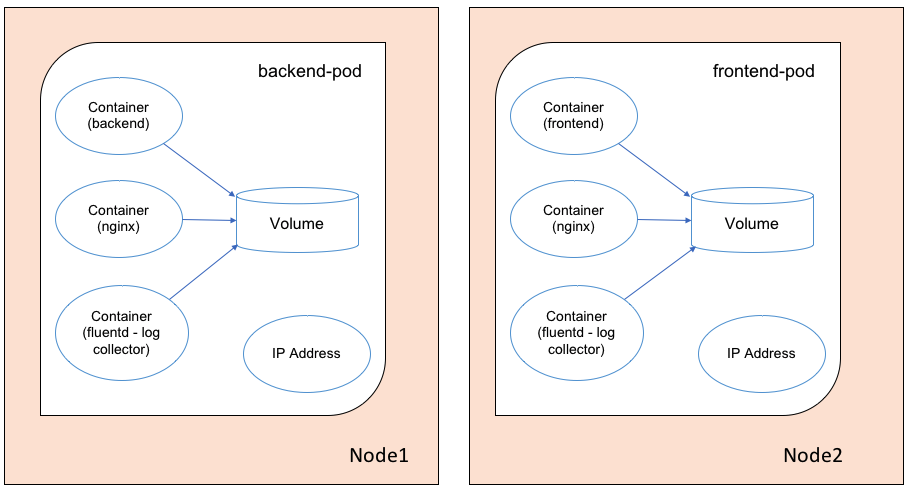 backend-pod
Container
(backend)
Container
(nginx)
Volume
Container
(fluentd - log
collector)
IP Address
Node1
frontend-pod
Container
(frontend)
Container
(nginx)
Volume
Container
(fluentd - log
collector)
IP Address
Node2